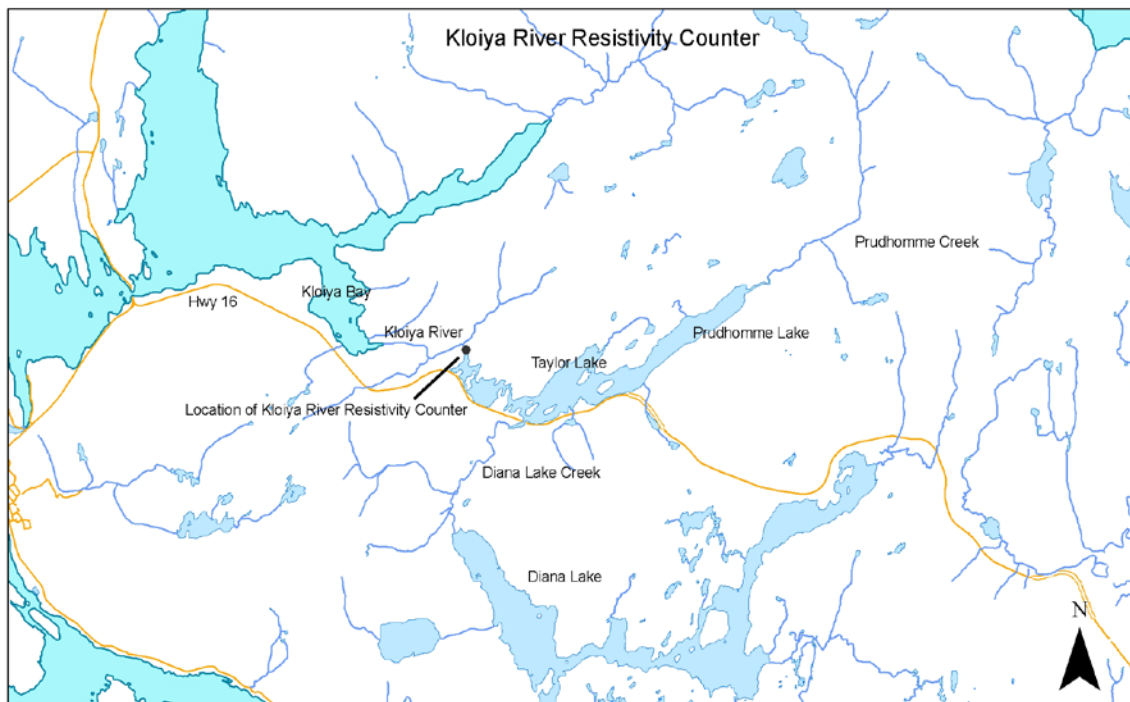 Kloiya River Resistivity Counter
Prudhomme Creek
Kloiya Bay
Hwy 16
Kloiya River
Prudhomme Lake
Taylor Lake
Location of Kloiya River Resistivity Counter
Diana Lake Creek
Diana Lake
N